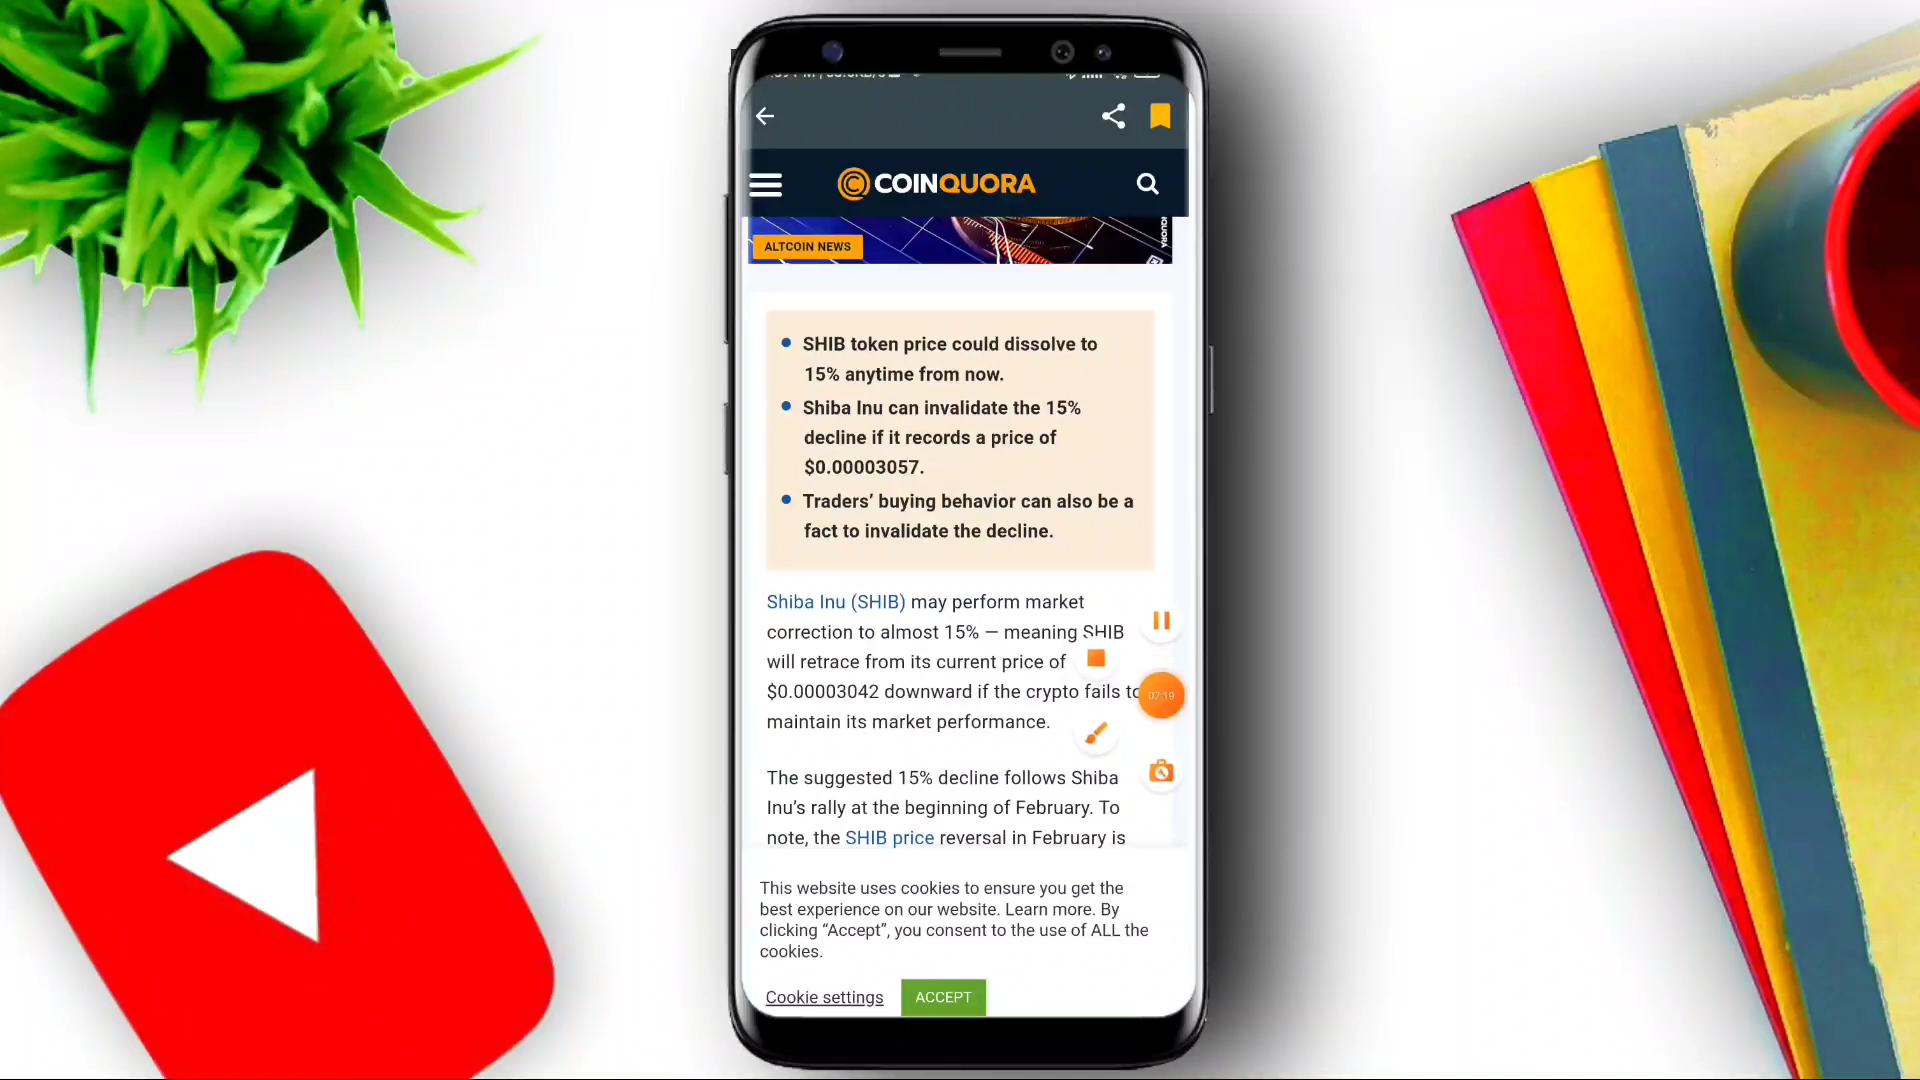 COINQUORA
ALTCOIN NEWS
SHIB token price could dissolve to
15% anytime from now.
Shiba Inu can invalidate the 15%
decline if it records a price of
$0.00003057.
Traders’ buying behavior can also be a
fact to invalidate the decline.
Shiba Inu (SHIB) may perform market
correction to almost 15% — meaning SHIB
will retrace from its current price of
$0.00003042 downward if the crypto fails to
maintain its market performance.
07:19
The suggested 15% decline follows Shiba
Inu’s rally at the beginning of February. To
note, the SHIB price reversal in February is
This website uses cookies to ensure you get the
best experience on our website. Learn more. By
clicking “Accept”, you consent to the use of ALL the
cookies.
Cookie settings
ACCEPT